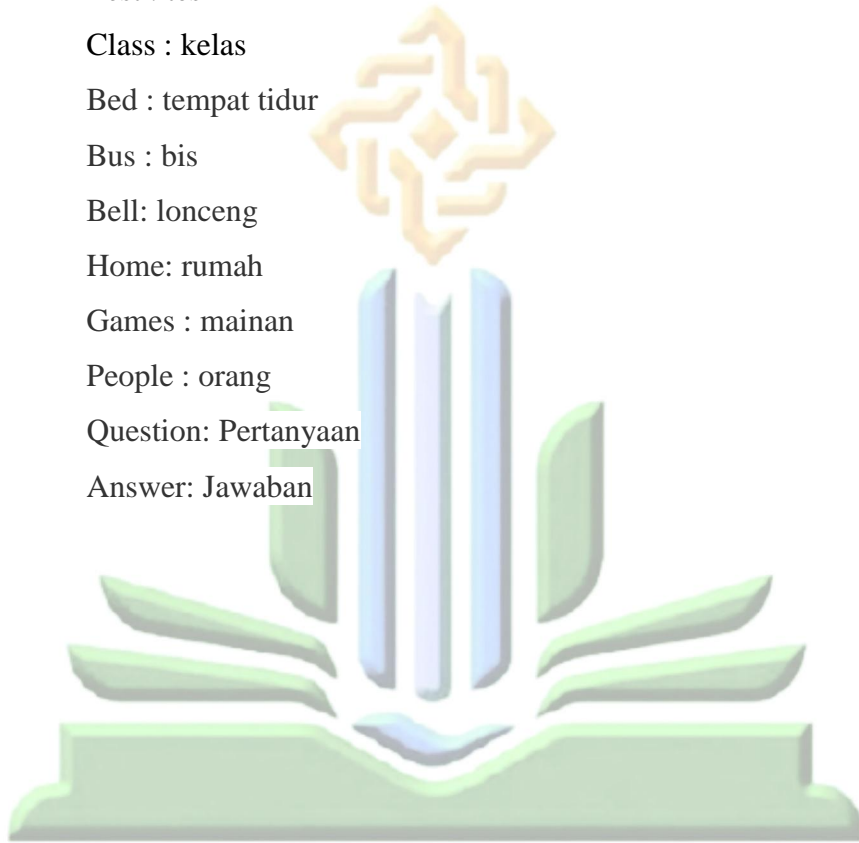 Class : kelas
Bed : tempat tidur
Bus : bis
Bell: lonceng
Home: rumah
Games : mainan
People : orang
Question: Pertanyaan
Answer: Jawaban